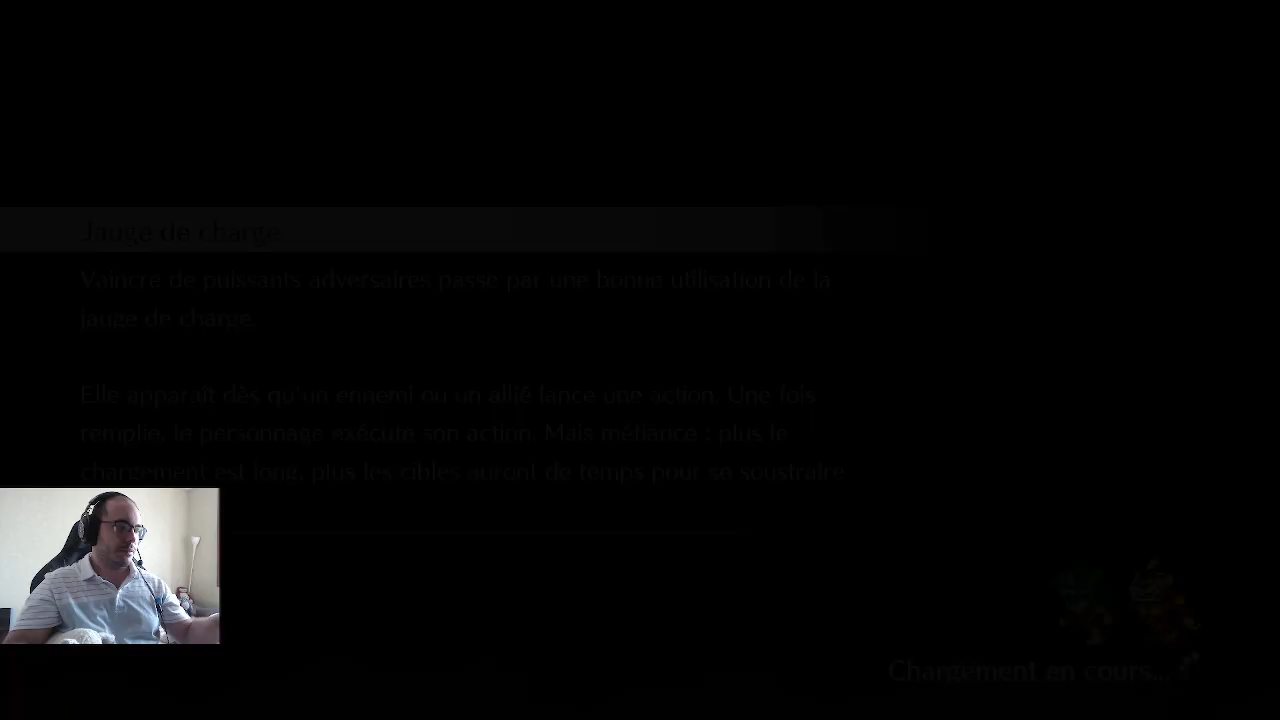 Jauge de charge
Vaincre de puissants adversaires passe par une bonne utilisation de la
jauge de charge.
Elle apparaît dès qu'un ennemi ou un allié lance une action. Une fois
remplie, le personnage exécute son action. Mais méfiance : plus le
chargement est long, plus les cibles auront de temps pour se soustraire
Chargement en cours...